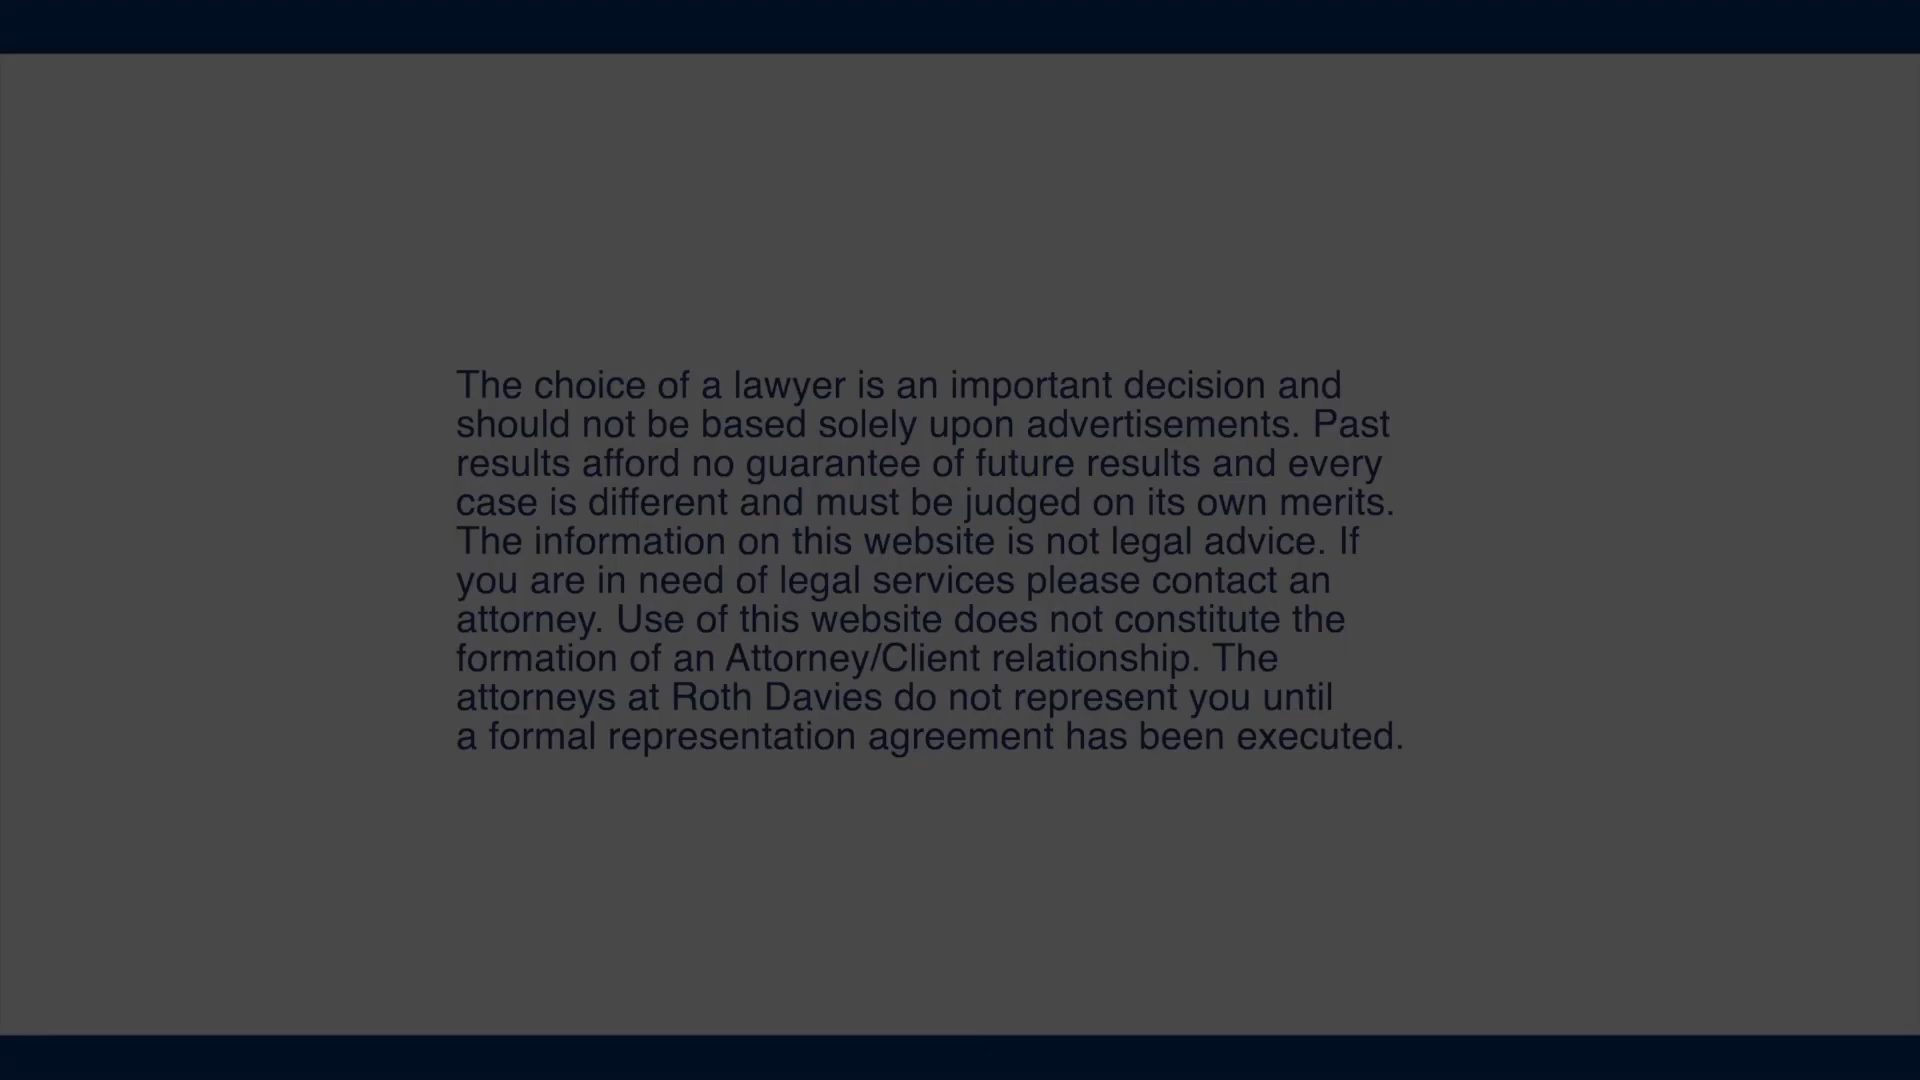 The choice of a lawyer is an important decision and
should not be based solely upon advertisements. Past
results afford no guarantee of future results and every
case is different and must be judged on its own merits.
The information on this website is not legal advice. If
you are in need of legal services please contact an
attorney. Use of this website does not constitute the
formation of an Attorney/Client relationship. The
attorneys at Roth Davies do not represent you until
a formal representation agreement has been executed.